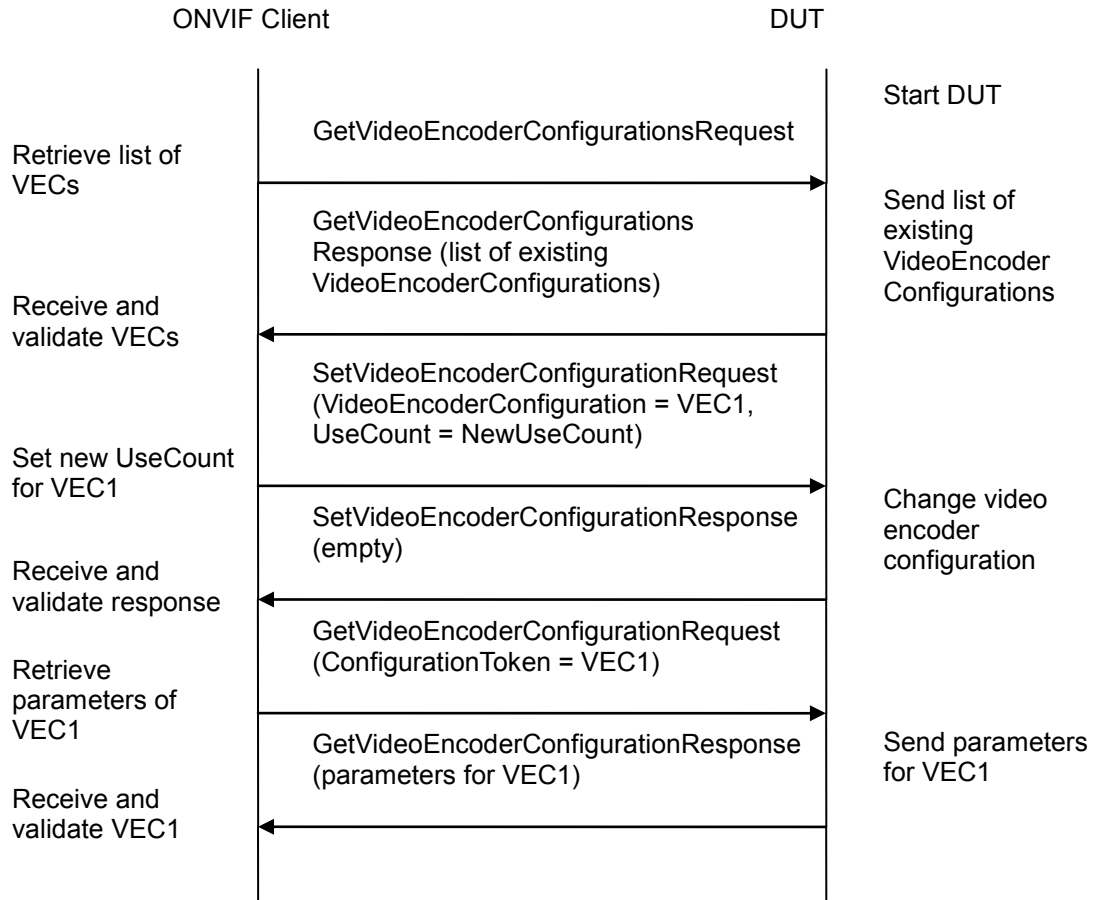 ONVIF Client
DUT
Start DUT
GetVideoEncoderConfigurationsRequest
Retrieve list of
VECs
Send list of
existing
VideoEncoder
Configurations
GetVideoEncoderConfigurations
Response (list of existing
VideoEncoderConfigurations)
Receive and
validate VECs
SetVideoEncoderConfigurationRequest
(VideoEncoderConfiguration = VEC1,
UseCount = NewUseCount)
Set new UseCount
for VEC1
Change video
encoder
configuration
SetVideoEncoderConfigurationResponse
(empty)
Receive and
validate response
GetVideoEncoderConfigurationRequest
(ConfigurationToken = VEC1)
Retrieve
parameters of
VEC1
Send parameters
for VEC1
GetVideoEncoderConfigurationResponse
(parameters for VEC1)
Receive and
validate VEC1